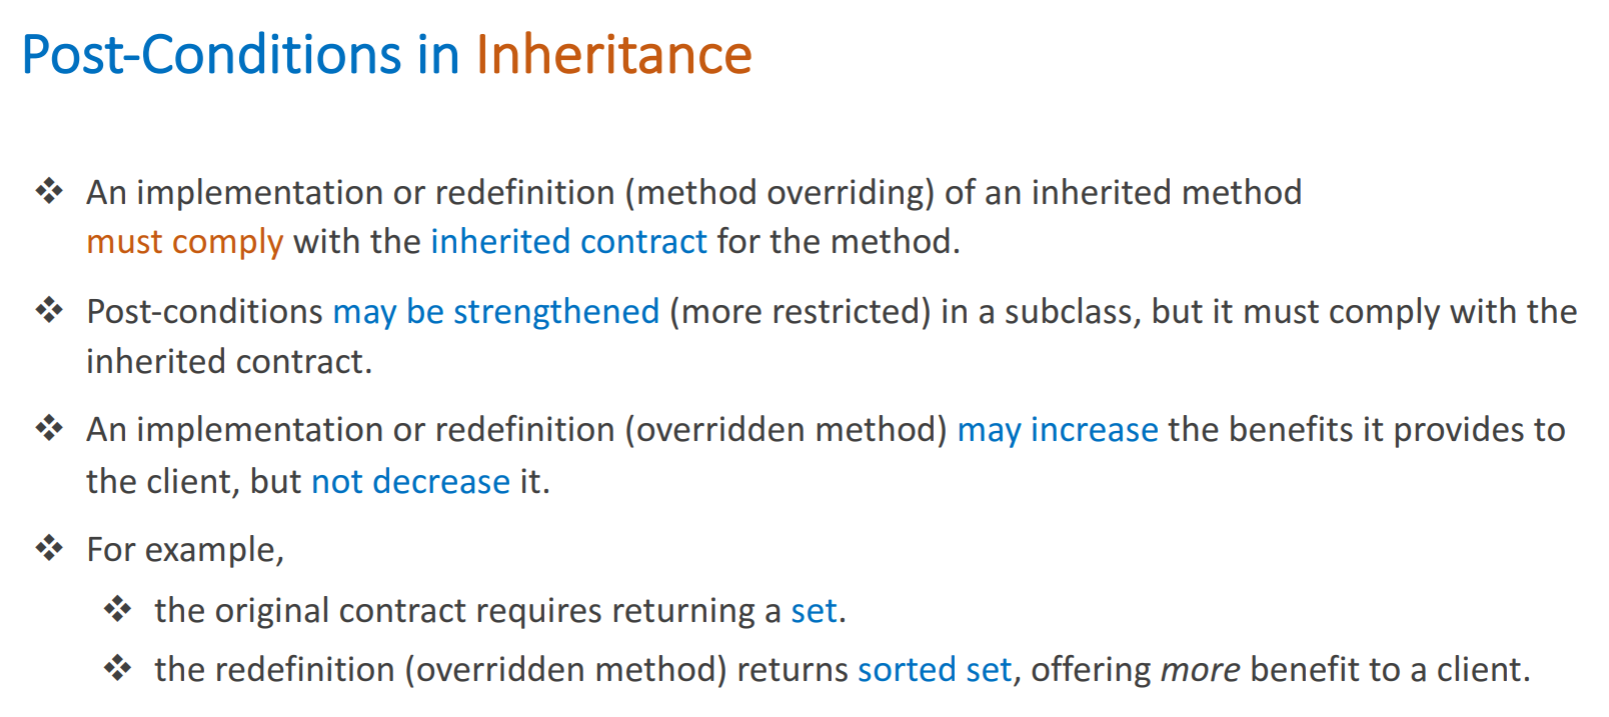 Post-Conditions in Inheritance
❖ An implementation or redefinition (method overriding) of an inherited method
must comply with the inherited contract for the method.
❖ Post-conditions may be strengthened (more restricted) in a subclass, but it must comply with the
inherited contract.
❖ An implementation or redefinition (overridden method) may increase the benefits it provides to
the client, but not decrease it.
❖ For example,
❖ the original contract requires returning a set.
❖ the redefinition (overridden method) returns sorted set, offering more benefit to a client.